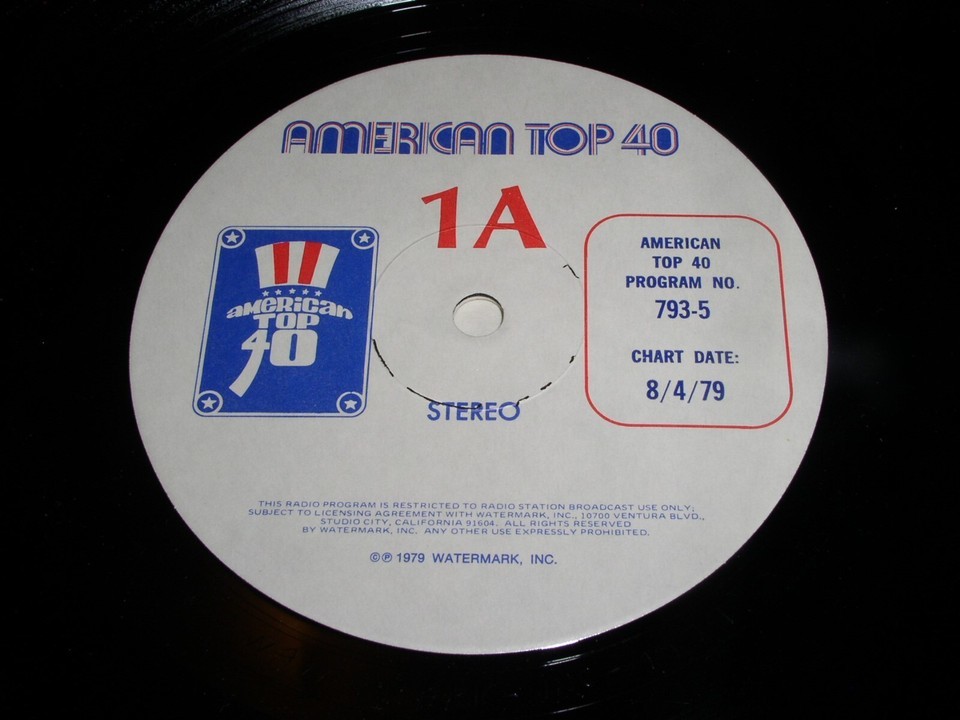 AMERICAN TOP 40
1A
AMERICAN
TOP
40
AMERICAN
TOP 40
PROGRAM NO.
793-5
CHART DATE:
8/4/79
STEREO
THIS RADIO PROGRAM IS RESTRICTED TO RADIO STATION BROADCAST USE ONLY;
SUBJECT TO LICENSING AGREEMENT WITH WATERMARK, INC., 10700 VENTURA BLVD.,
STUDIO CITY, CALIFORNIA 91604. ALL RIGHTS RESERVED
BY WATERMARK, INC. ANY OTHER USE EXPRESSLY PROHIBITED.
©℗ 1979 WATERMARK, INC.